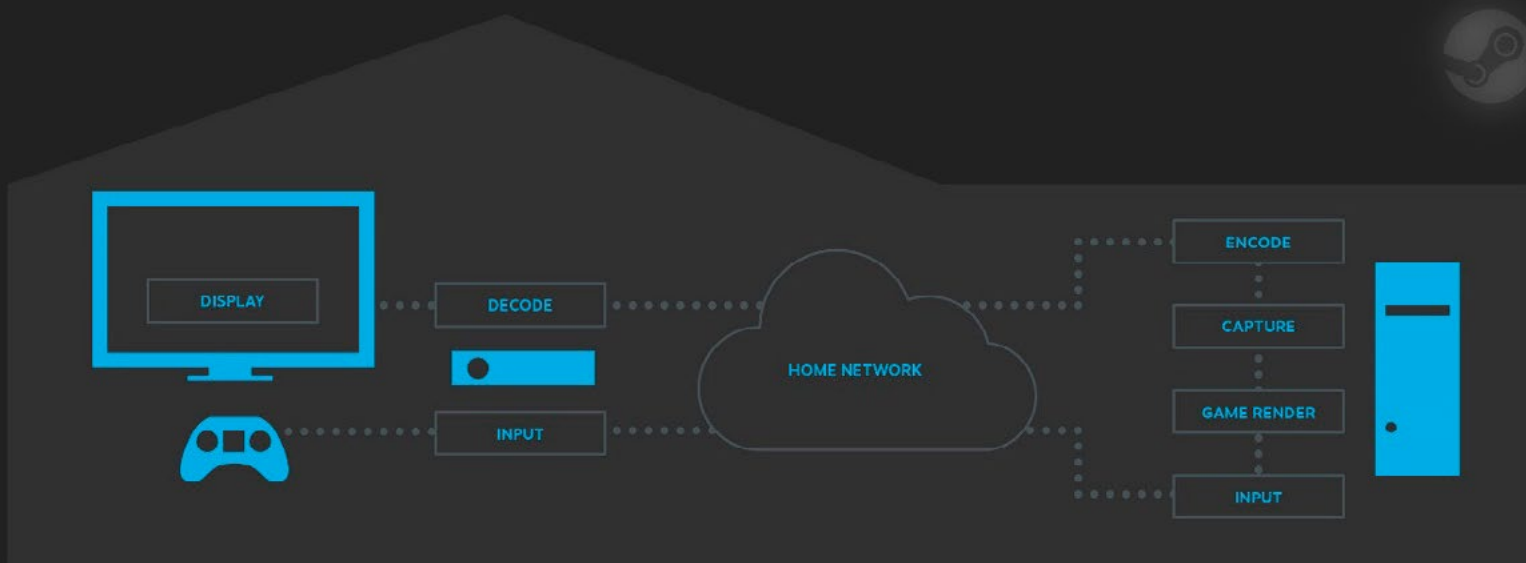 ENCODE
DISPLAY
DECODE
CAPTURE
HOME NETWORK
GAME RENDER
INPUT
INPUT